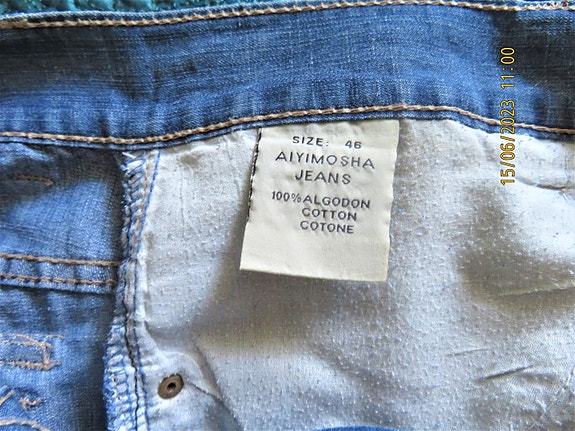 SIZE: 46
AIYIMOSHA
JEANS
100%ALGODON
COTTON
COTONE
15/06/2023 11:00